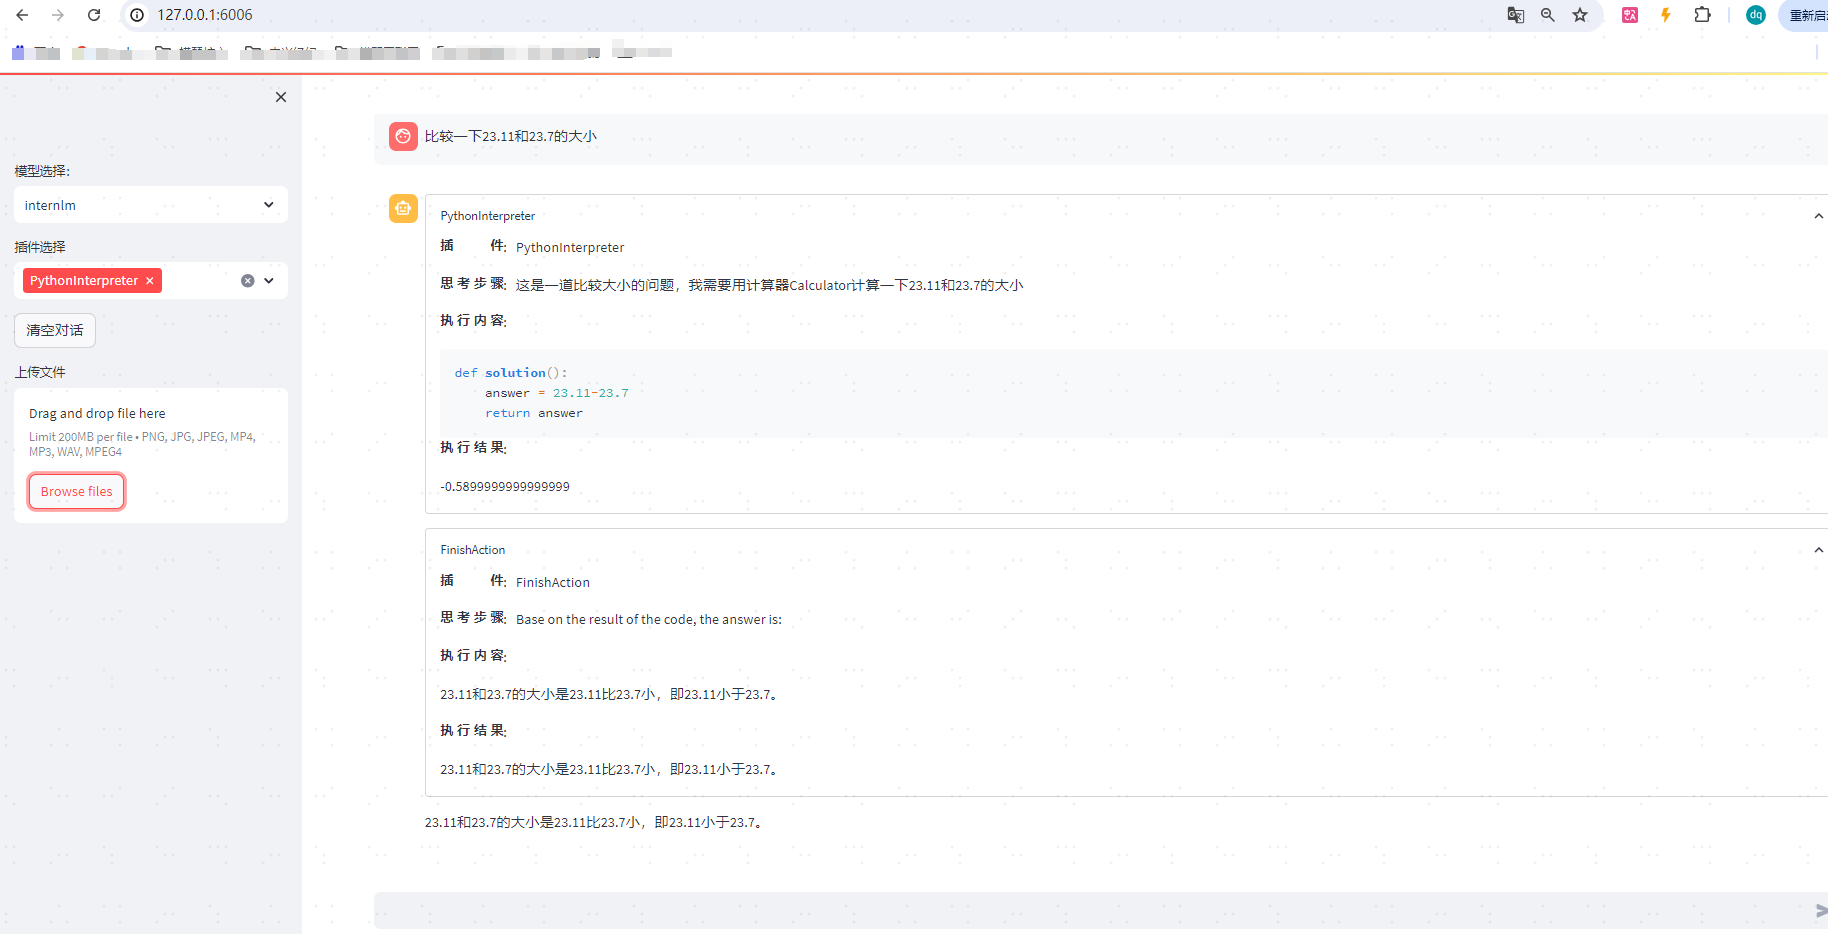 127.0.0.1:6006
dq
重新启
模型选择：
internlm
插件选择
PythonInterpreter
清空对话
上传文件
Drag and drop file here
Limit 200MB per file • PNG, JPG, JPEG, MP4,
MP3, WAV, MPEG4
Browse files
比较一下23.11和23.7的大小
PythonInterpreter
插 件: PythonInterpreter
思 考 步 骤: 这是一道比较大小的问题，我需要用计算器Calculator计算一下23.11和23.7的大小
执 行 内 容:
def solution():
    answer = 23.11-23.7
    return answer
执 行 结 果:
-0.5899999999999999
FinishAction
插 件: FinishAction
思 考 步 骤: Base on the result of the code, the answer is:
执 行 内 容:
23.11和23.7的大小是23.11比23.7小，即23.11小于23.7。
执 行 结 果:
23.11和23.7的大小是23.11比23.7小，即23.11小于23.7。
23.11和23.7的大小是23.11比23.7小，即23.11小于23.7。